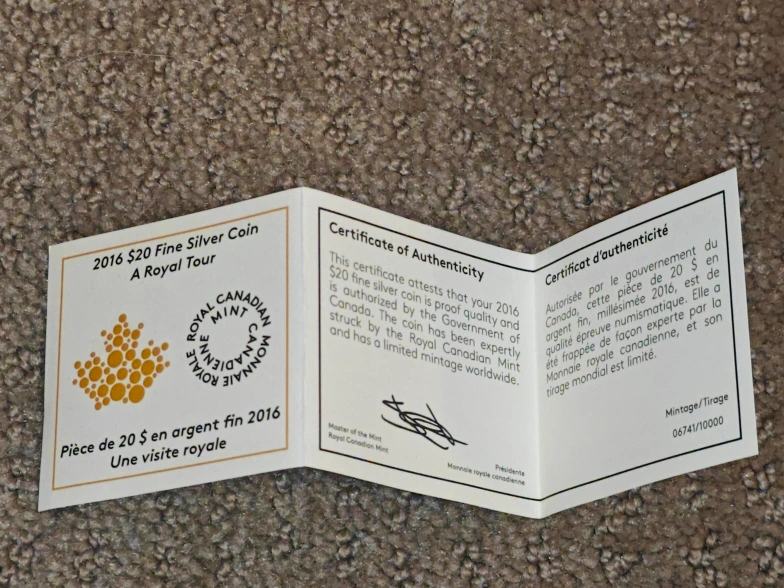 2016 $20 Fine Silver Coin
A Royal Tour
ROYAL CANADIAN MINT
MONNAIE ROYALE CANADIENNE
Pièce de 20 $ en argent fin 2016
Une visite royale
Certificate of Authenticity
This certificate attests that your 2016
$20 fine silver coin is proof quality and
is authorized by the Government of
Canada. The coin has been expertly
struck by the Royal Canadian Mint
and has a limited mintage worldwide.
Master of the Mint
Royal Canadian Mint
Présidente
Monnaie royale canadienne
Certificat d'authenticité
Autorisée par le gouvernement du
Canada, cette pièce de 20 $ en
argent fin, millésimée 2016, est de
qualité épreuve numismatique. Elle a
été frappée de façon experte par la
Monnaie royale canadienne, et son
tirage mondial est limité.
Mintage/Tirage
06741/10000